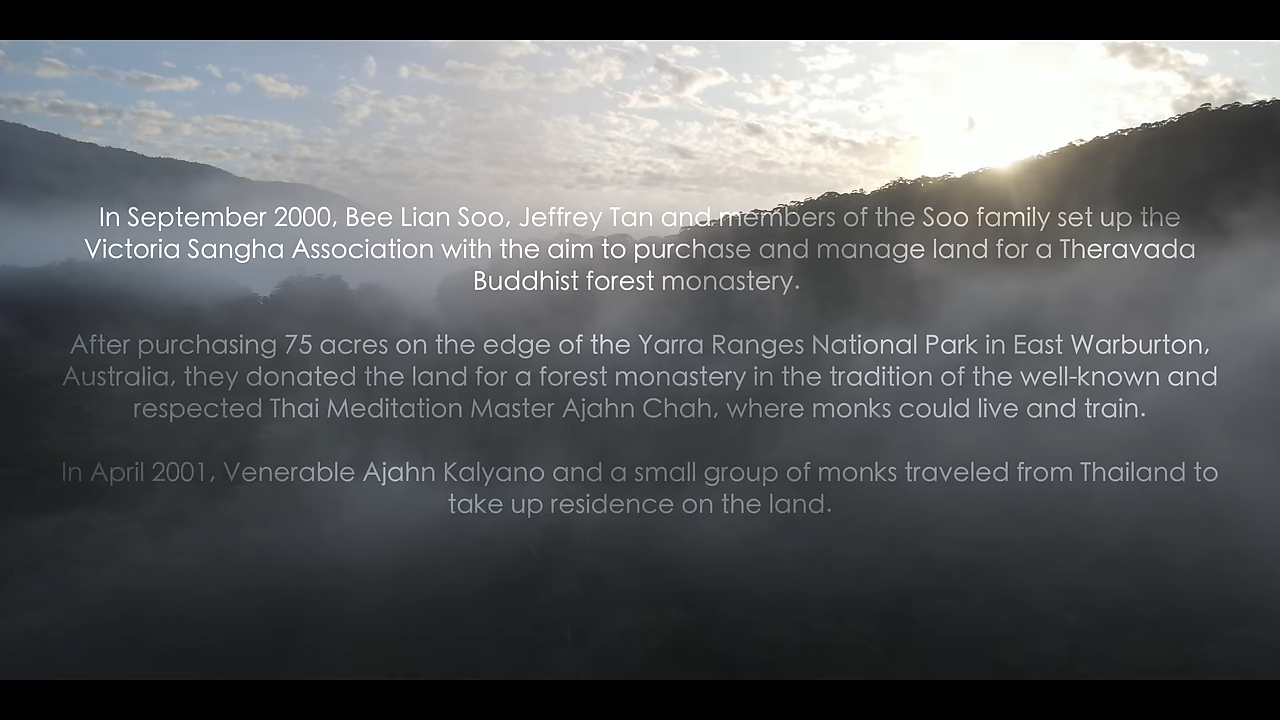 In September 2000, Bee Lian Soo, Jeffrey Tan and members of the Soo family set up the
Victoria Sangha Association with the aim to purchase and manage land for a Theravada
Buddhist forest monastery.
After purchasing 75 acres on the edge of the Yarra Ranges National Park in East Warburton,
Australia, they donated the land for a forest monastery in the tradition of the well-known and
respected Thai Meditation Master Ajahn Chah, where monks could live and train.
In April 2001, Venerable Ajahn Kalyano and a small group of monks traveled from Thailand to
take up residence on the land.